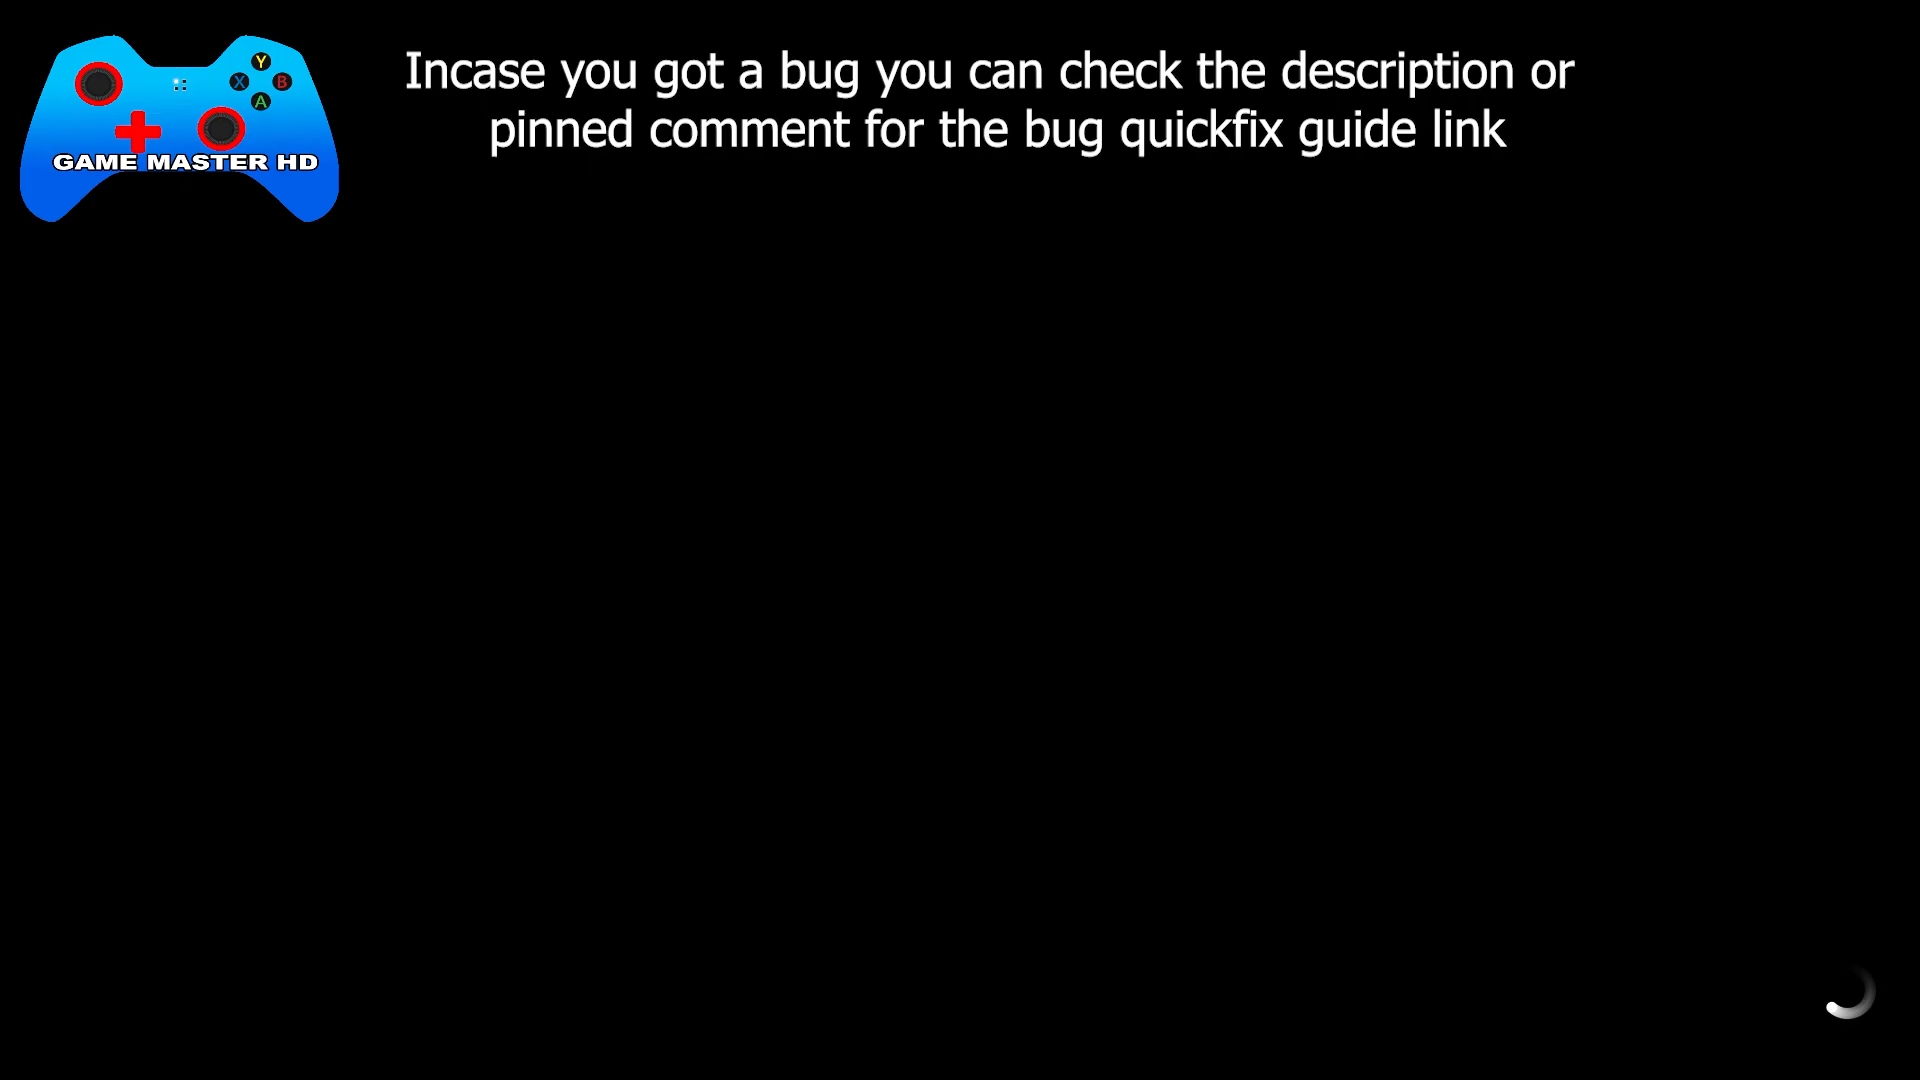 Incase you got a bug you can check the description or
pinned comment for the bug quickfix guide link
Y
X B
A
GAME MASTER HD